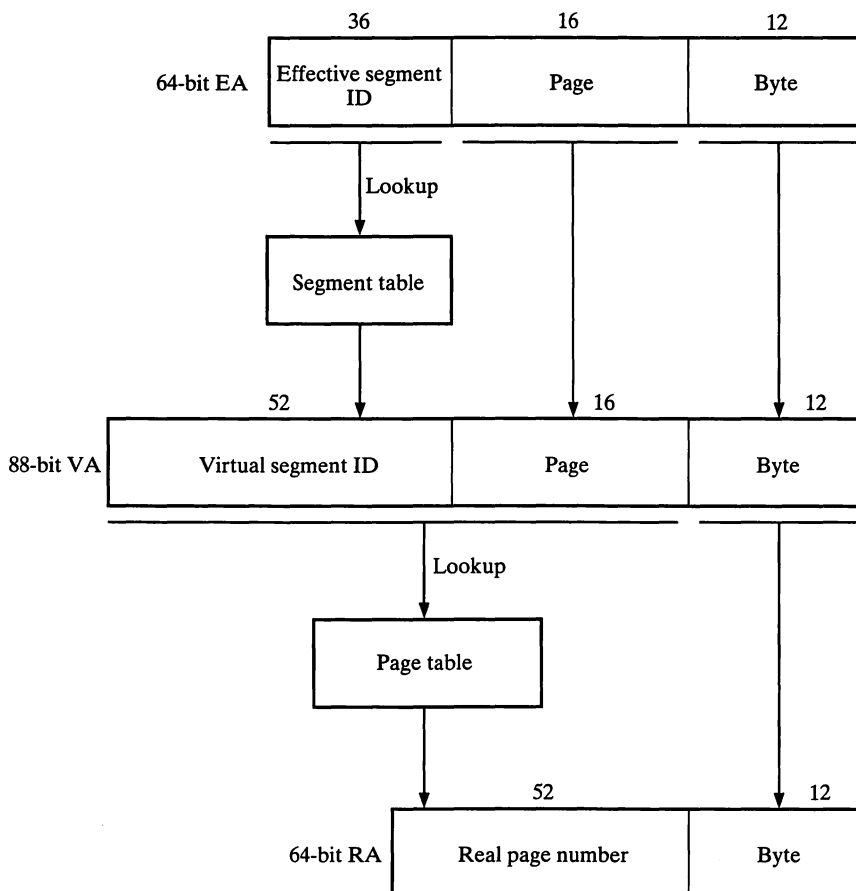 36 16 12
64-bit EA Effective segment ID Page Byte
Lookup
Segment table
52 16 12
88-bit VA Virtual segment ID Page Byte
Lookup
Page table
52 12
64-bit RA Real page number Byte